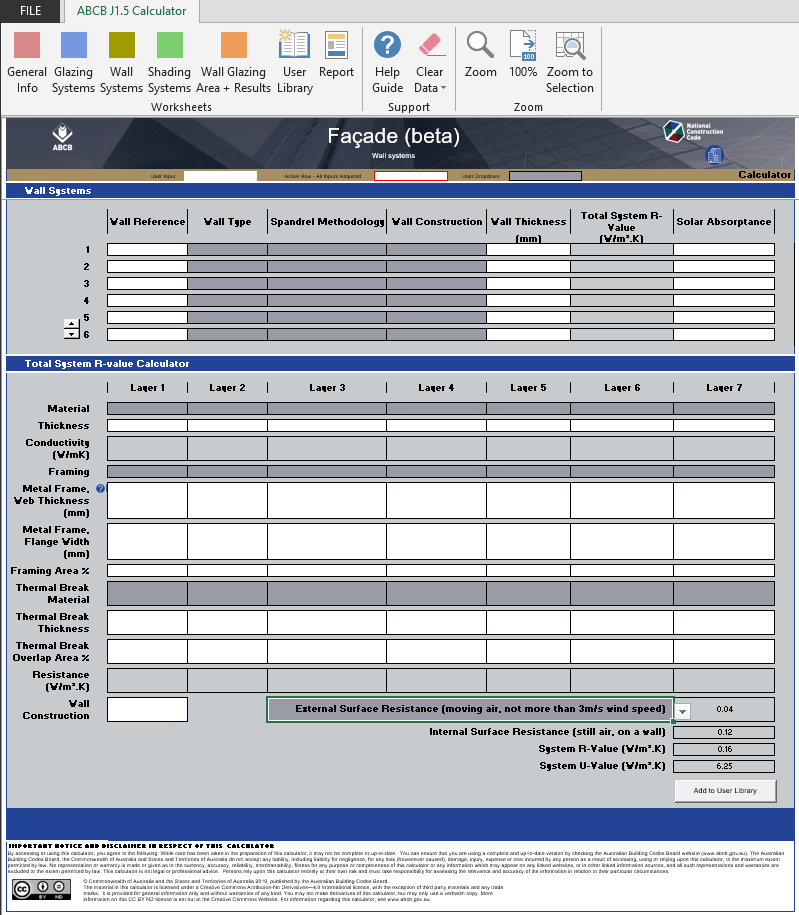 FILE
ABCB J1.5 Calculator
General Info
Glazing Systems
Wall Systems
Shading Systems
Wall Glazing Area + Results
User Library
Report
Help Guide
Clear Data
Zoom
100%
Zoom to Selection
Worksheets
Support
Zoom
ABCB
Façade (beta)
Wall systems
National
Construction
Code
User Input
Active Row - All Inputs Required
User Dropdown
Calculator
Wall Systems
Wall Reference
Wall Type
Spandrel Methodology
Wall Construction
Wall Thickness (mm)
Total System R-Value (W/m².K)
Solar Absorptance
1
2
3
4
5
6
Total System R-value Calculator
Layer 1
Layer 2
Layer 3
Layer 4
Layer 5
Layer 6
Layer 7
Material
Thickness
Conductivity
(W/mK)
Framing
Metal Frame,
Web Thickness
(mm)
Metal Frame,
Flange Width
(mm)
Framing Area %
Thermal Break
Material
Thermal Break
Thickness
Thermal Break
Overlap Area %
Resistance
(W/m².K)
Wall
Construction
External Surface Resistance (moving air, not more than 3m/s wind speed)
0.04
Internal Surface Resistance (still air, on a wall)
0.12
System R-Value (W/m².K)
0.16
System U-Value (W/m².K)
6.25
Add to User Library
IMPORTANT NOTICE AND DISCLAIMER IN RESPECT OF THIS CALCULATOR
By accessing or using this calculator, you agree to the following: While care has been taken in the preparation of this calculator, it may not be complete or up-to-date. You can ensure that you are using a complete and up-to-date version by checking the Australian Building Codes Board website (www.abcb.gov.au). The Australian
Building Codes Board, the Commonwealth of Australia and States and Territories of Australia do not accept any liability, including liability for negligence, for any loss (howsoever caused), damage, injury, expense or cost incurred by any person as a result of accessing, using or relying upon this calculator, to the maximum extent
permitted by law. No representation or warranty is made or given as to the currency, accuracy, reliability, merchantability, fitness for any purpose or completeness of this calculator or any information which may appear on any linked websites, or in other linked information sources, and all such representations and warranties are
excluded to the extent permitted by law. This calculator is not legal or professional advice. Persons rely upon this calculator entirely at their own risk and must take responsibility for assessing the relevance and accuracy of the information in relation to their particular circumstances.
cc BY ND
© Commonwealth of Australia and the States and Territories of Australia 2019, published by the Australian Building Codes Board.
The material in this calculator is licensed under a Creative Commons Attribution-No Derivatives—4.0 International licence, with the exception of third party materials and any trade
marks. It is provided for general information only and without warranties of any kind. You may not make derivatives of this calculator, but may only use a verbatim copy. More
information on this CC BY ND licence is set out at the Creative Commons Website. For information regarding this calculator, see www.abcb.gov.au.